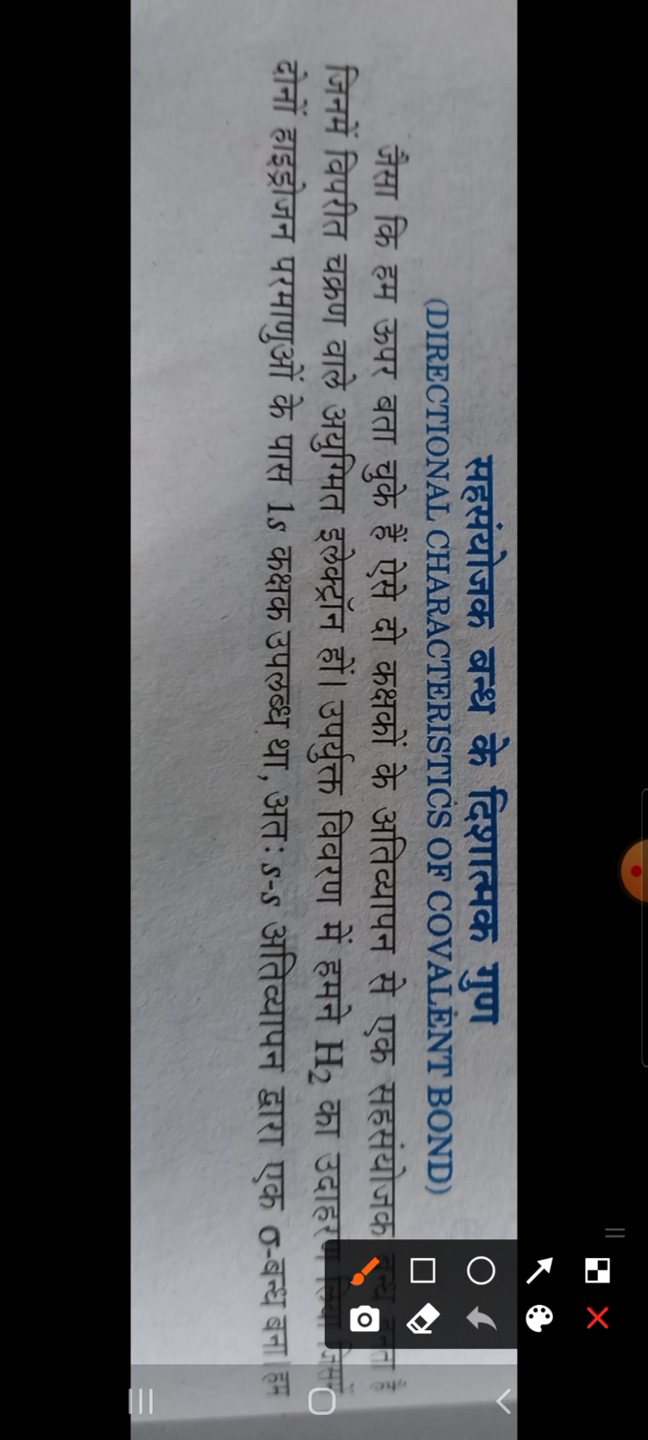 सहसंयोजक बन्ध के दिशात्मक गुण
(DIRECTIONAL CHARACTERISTICS OF COVALENT BOND)
जैसा कि हम ऊपर बता चुके हैं ऐसे दो कक्षकों के अतिव्यापन से एक सहसंयोजक
जिनमें विपरीत चक्रण वाले अयुग्मित इलेक्ट्रॉन हों। उपर्युक्त विवरण में हमने H₂ का
दोनों हाइड्रोजन परमाणुओं के पास 1s कक्षक उपलब्ध था, अतः s-s अतिव्यापन द्वारा एक σ-बन्ध बना। हम